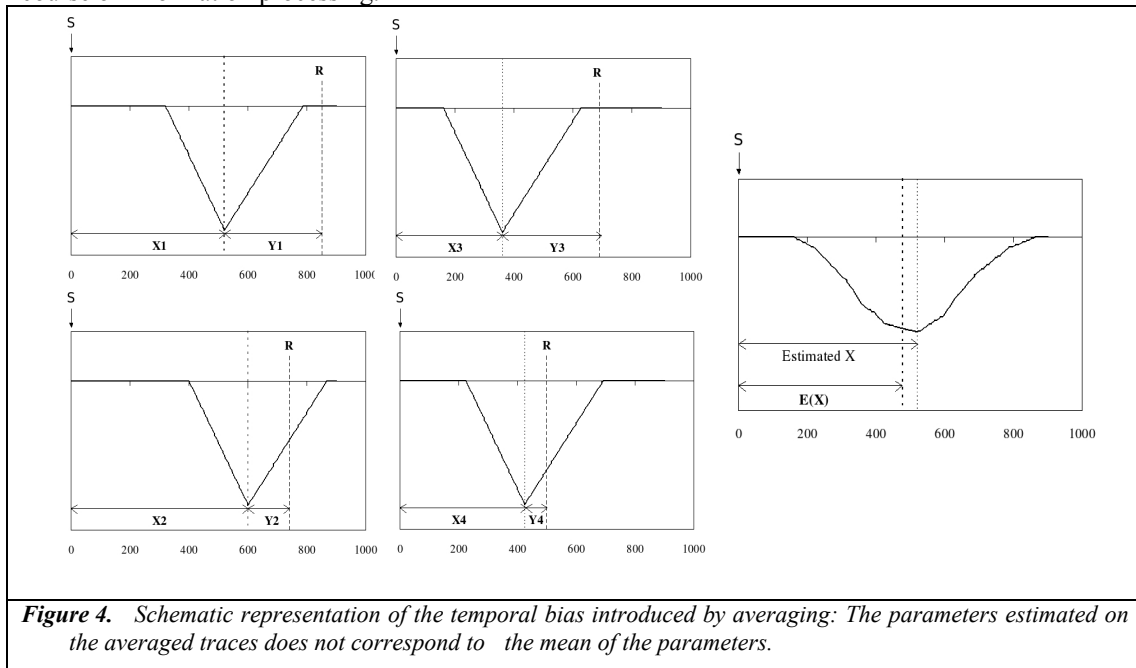 S
R
X1 Y1
0 200 400 600 800 1000
S
R
X3 Y3
0 200 400 600 800 1000
S
R
X2 Y2
0 200 400 600 800 1000
S
R
X4 Y4
0 200 400 600 800 1000
S
Estimated X
E(X)
0 200 400 600 800 1000
Figure 4. Schematic representation of the temporal bias introduced by averaging: The parameters estimated on
the averaged traces does not correspond to the mean of the parameters.